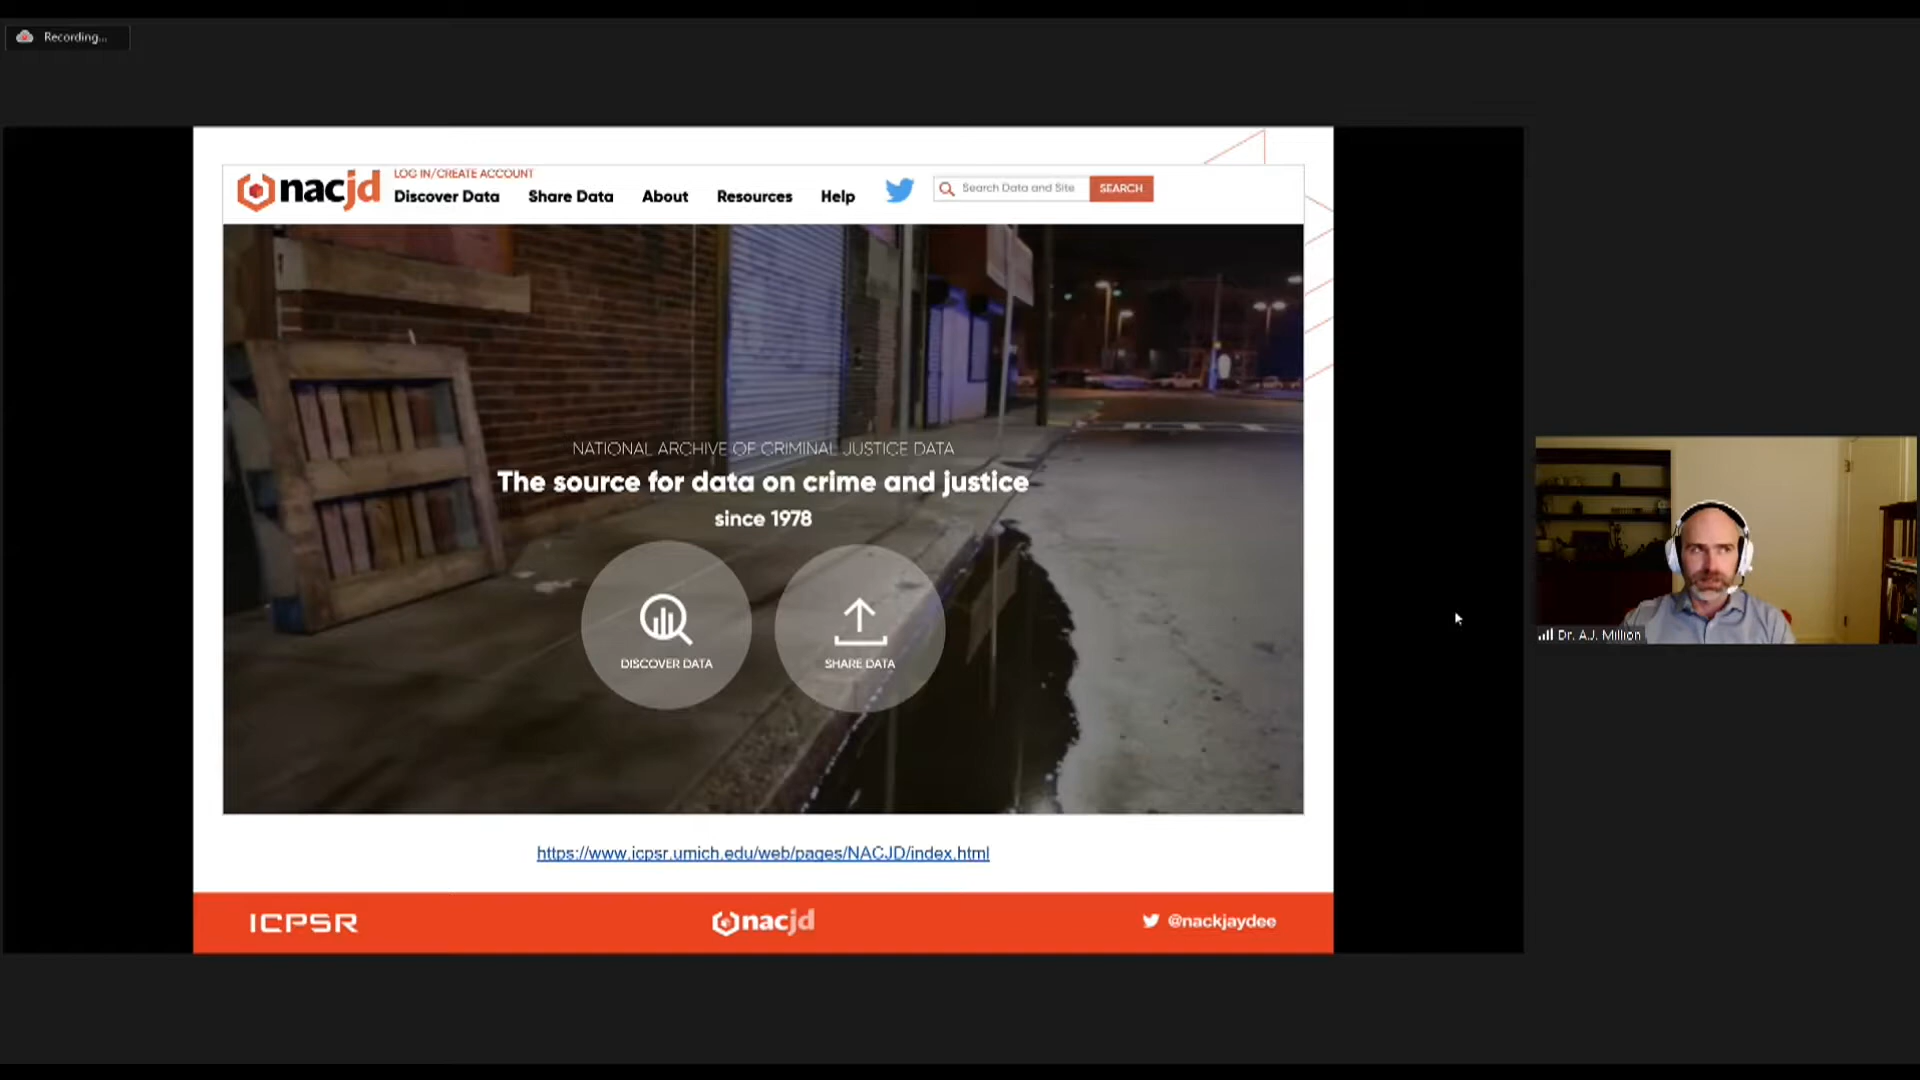 Recording...
nacjd
LOG IN/CREATE ACCOUNT
Discover Data Share Data About Resources Help
Search Data and Site
SEARCH
NATIONAL ARCHIVE OF CRIMINAL JUSTICE DATA
The source for data on crime and justice
since 1978
DISCOVER DATA
SHARE DATA
https://www.icpsr.umich.edu/web/pages/NACJD/index.html
ICPSR
nacjd
@nackjaydee
Dr. A.J. Million